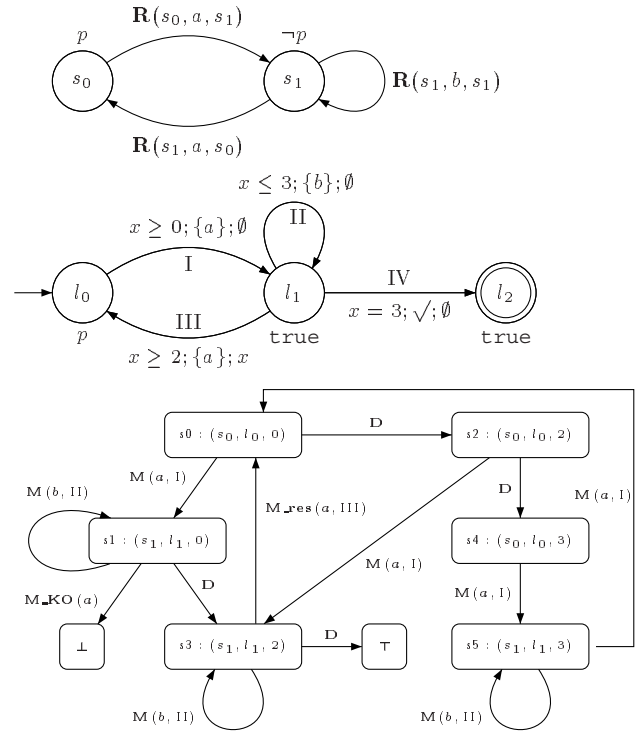 R(s₀, a, s₁)
p
¬p
s₀
s₁
R(s₁, b, s₁)
R(s₁, a, s₀)
x ≤ 3; {b}; ∅
x ≥ 0; {a}; ∅
II
I
IV
l₀
l₁
l₂
x = 3; √; ∅
III
p
true
true
x ≥ 2; {a}; x
s0 : (s₀, l₀, 0)
D
s2 : (s₀, l₀, 2)
M(a, I)
M(b, II)
M_res(a, III)
D
M(a, I)
s1 : (s₁, l₁, 0)
s4 : (s₀, l₀, 3)
M(a, I)
D
M_KO(a)
M(a, I)
⊥
s3 : (s₁, l₁, 2)
D
⊤
s5 : (s₁, l₁, 3)
M(b, II)
M(b, II)